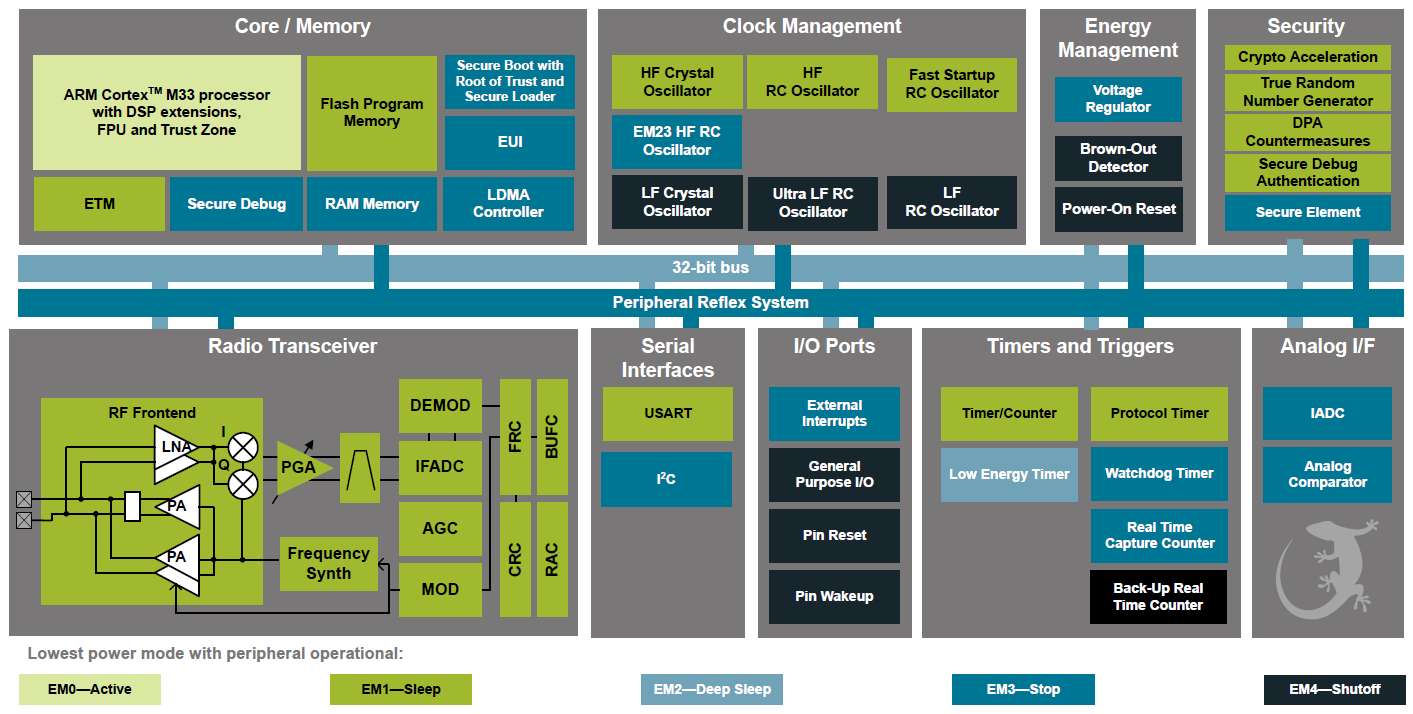 Core / Memory
ARM Cortex™ M33 processor
with DSP extensions,
FPU and Trust Zone
Flash Program
Memory
Secure Boot with
Root of Trust and
Secure Loader
EUI
ETM
Secure Debug
RAM Memory
LDMA
Controller
Clock Management
HF Crystal
Oscillator
HF
RC Oscillator
Fast Startup
RC Oscillator
EM23 HF RC
Oscillator
LF Crystal
Oscillator
Ultra LF RC
Oscillator
LF
RC Oscillator
Energy
Management
Voltage
Regulator
Brown-Out
Detector
Power-On Reset
Security
Crypto Acceleration
True Random
Number Generator
DPA
Countermeasures
Secure Debug
Authentication
Secure Element
32-bit bus
Peripheral Reflex System
Radio Transceiver
RF Frontend
LNA
I
Q
PA
PA
PGA
Frequency
Synth
DEMOD
IFADC
AGC
MOD
FRC
BUFC
CRC
RAC
Serial
Interfaces
USART
I²C
I/O Ports
External
Interrupts
General
Purpose I/O
Pin Reset
Pin Wakeup
Timers and Triggers
Timer/Counter
Protocol Timer
Low Energy Timer
Watchdog Timer
Real Time
Capture Counter
Back-Up Real
Time Counter
Analog I/F
IADC
Analog
Comparator
Lowest power mode with peripheral operational:
EM0—Active
EM1—Sleep
EM2—Deep Sleep
EM3—Stop
EM4—Shutoff